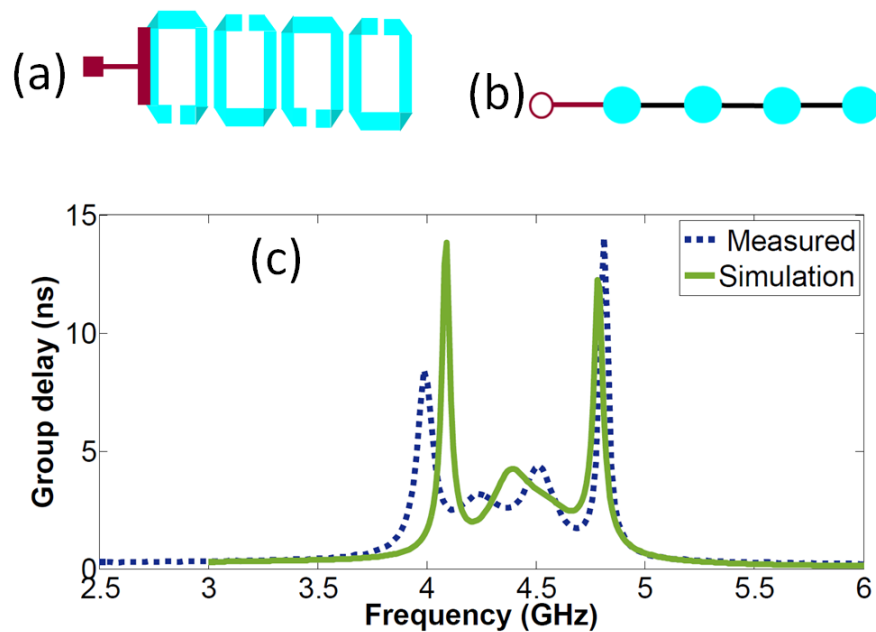 (a)
(b)
(c)
Measured
Simulation
Group delay (ns)
15
10
5
0
2.5 3 3.5 4 4.5 5 5.5 6
Frequency (GHz)